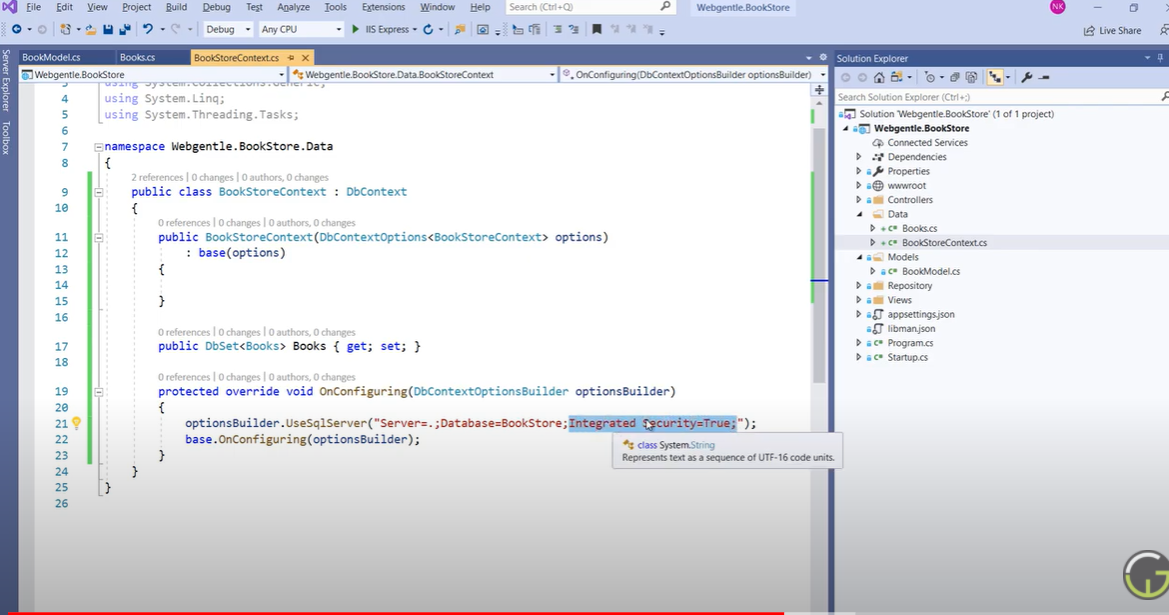 File Edit View Project Build Debug Test Analyze Tools Extensions Window Help Search (Ctrl+Q) Webgentle.BookStore NK
Debug Any CPU IIS Express Live Share
BookModel.cs Books.cs BookStoreContext.cs
Webgentle.BookStore Webgentle.BookStore.Data.BookStoreContext OnConfiguring(DbContextOptionsBuilder optionsBuilder)
Server Explorer
Toolbox
3 using System.Collections.Generic;
4 using System.Linq;
5 using System.Threading.Tasks;
6
7 namespace Webgentle.BookStore.Data
8 {
2 references | 0 changes | 0 authors, 0 changes
9 public class BookStoreContext : DbContext
10 {
0 references | 0 changes | 0 authors, 0 changes
11 public BookStoreContext(DbContextOptions<BookStoreContext> options)
12 : base(options)
13 {
14
15 }
16
0 references | 0 changes | 0 authors, 0 changes
17 public DbSet<Books> Books { get; set; }
18
0 references | 0 changes | 0 authors, 0 changes
19 protected override void OnConfiguring(DbContextOptionsBuilder optionsBuilder)
20 {
21 optionsBuilder.UseSqlServer("Server=.;Database=BookStore;Integrated Security=True;");
22 base.OnConfiguring(optionsBuilder);
23 }
24 }
25 }
26
class System.String
Represents text as a sequence of UTF-16 code units.
Solution Explorer
Search Solution Explorer (Ctrl+;)
Solution 'Webgentle.BookStore' (1 of 1 project)
Webgentle.BookStore
Connected Services
Dependencies
Properties
wwwroot
Controllers
Data
Books.cs
BookStoreContext.cs
Models
BookModel.cs
Repository
Views
appsettings.json
libman.json
Program.cs
Startup.cs